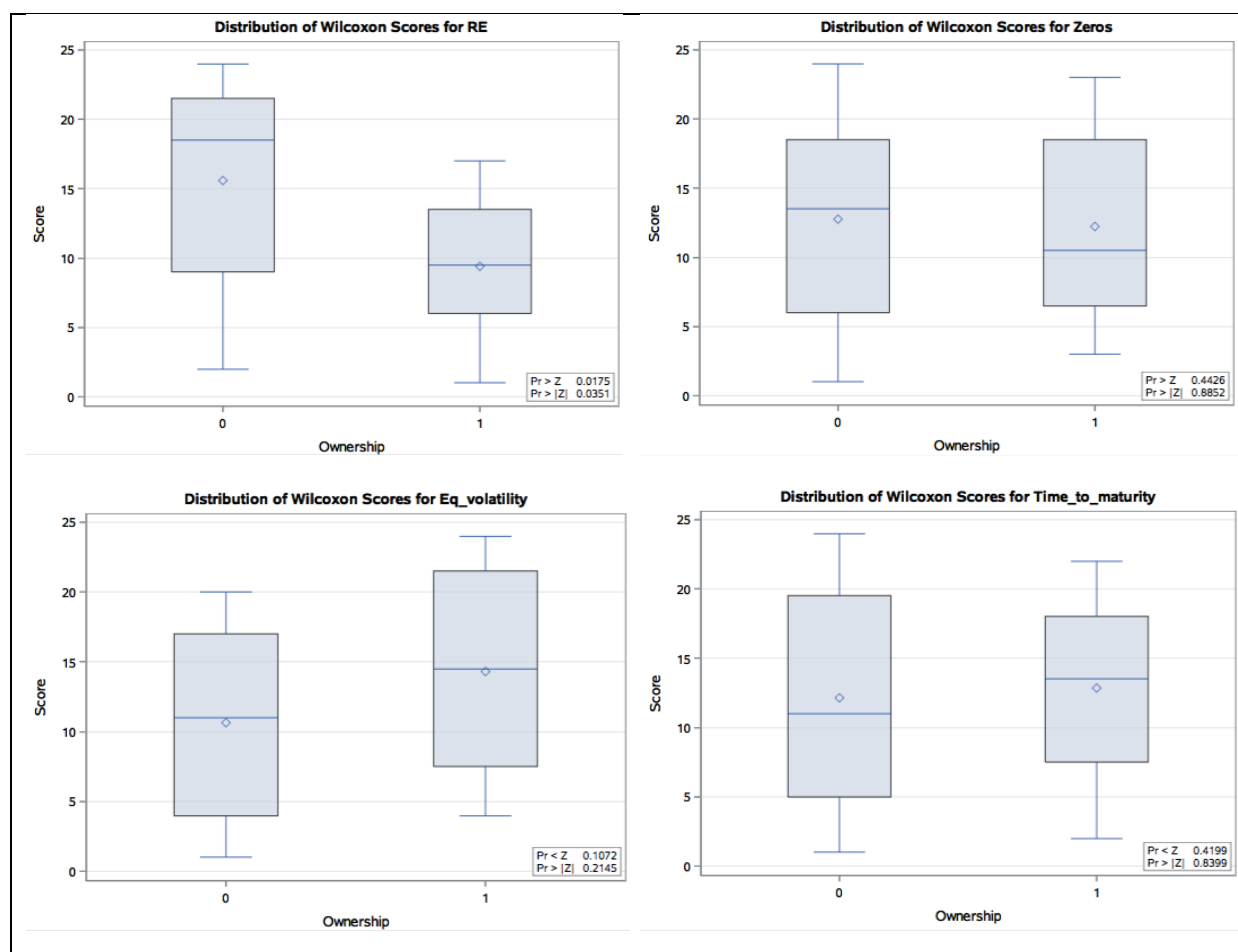 Distribution of Wilcoxon Scores for RE
25
20
15
10
5
0
Score
Pr > Z 0.0175
Pr > |Z| 0.0351
0 1
Ownership
Distribution of Wilcoxon Scores for Zeros
25
20
15
10
5
0
Score
Pr > Z 0.4426
Pr > |Z| 0.8852
0 1
Ownership
Distribution of Wilcoxon Scores for Eq_volatility
25
20
15
10
5
0
Score
Pr < Z 0.1072
Pr > |Z| 0.2145
0 1
Ownership
Distribution of Wilcoxon Scores for Time_to_maturity
25
20
15
10
5
0
Score
Pr < Z 0.4199
Pr > |Z| 0.8399
0 1
Ownership